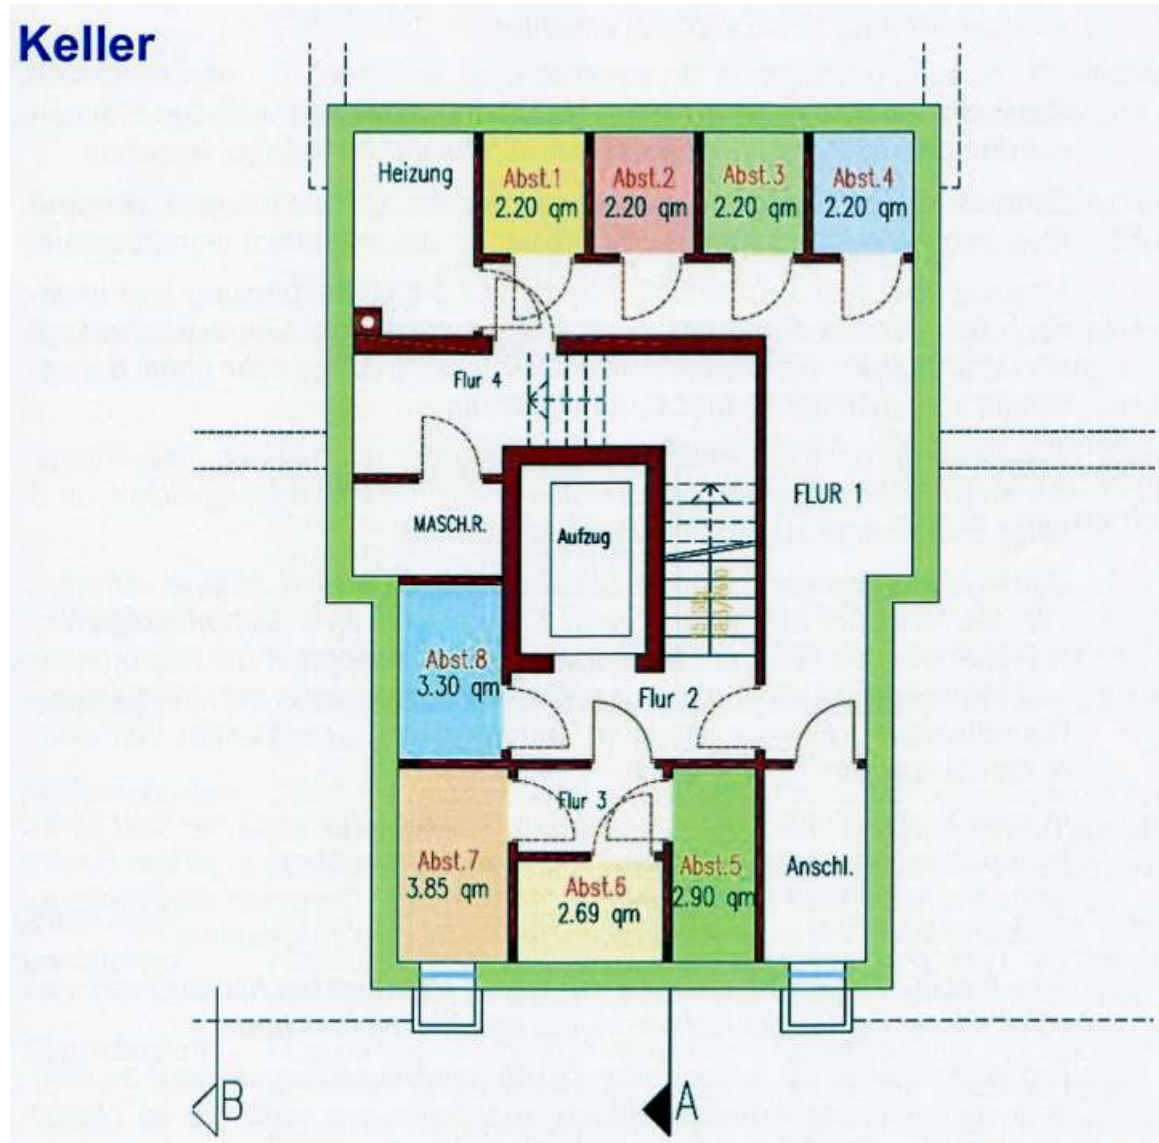 Keller
Heizung
Abst.1
2.20 qm
Abst.2
2.20 qm
Abst.3
2.20 qm
Abst.4
2.20 qm
Flur 4
FLUR 1
MASCH.R.
Aufzug
Abst.8
3.30 qm
Flur 2
Flur 3
Abst.7
3.85 qm
Abst.6
2.69 qm
Abst.5
2.90 qm
Anschl.
B
A